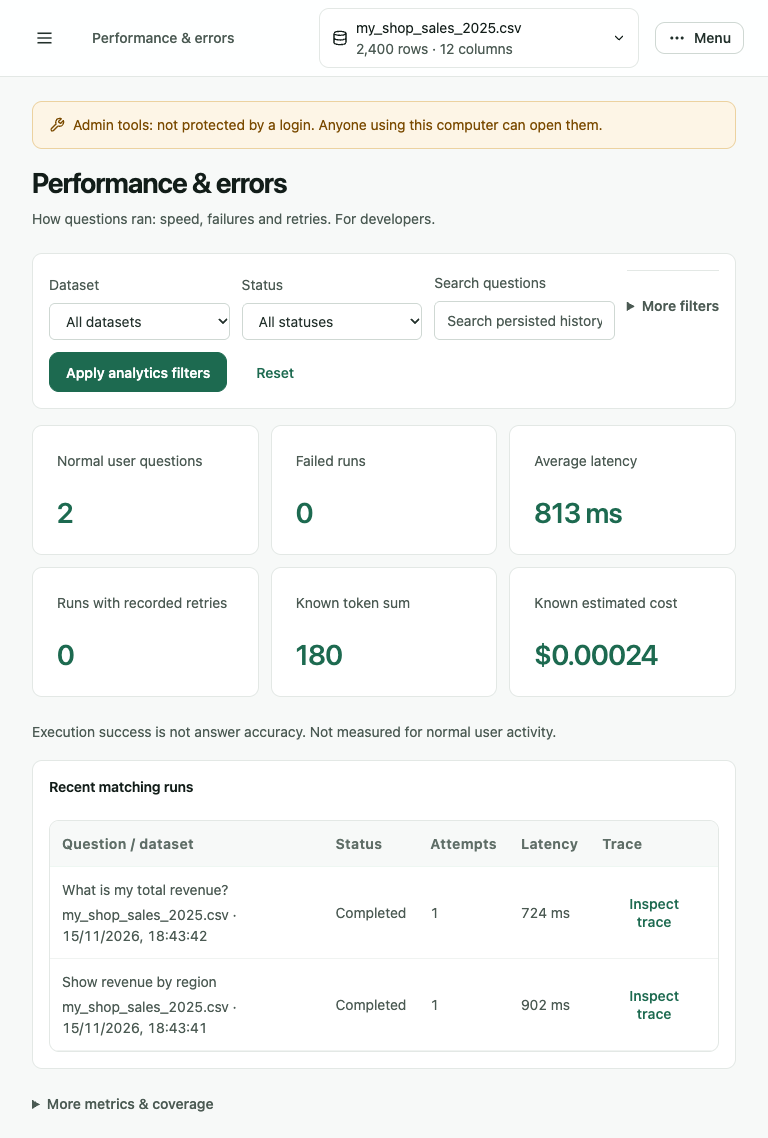 Performance & errors
my_shop_sales_2025.csv
2,400 rows · 12 columns
Menu
Admin tools: not protected by a login. Anyone using this computer can open them.
Performance & errors
How questions ran: speed, failures and retries. For developers.
Dataset
Status
Search questions
All datasets
All statuses
Search persisted history
More filters
Apply analytics filters
Reset
Normal user questions
2
Failed runs
0
Average latency
813 ms
Runs with recorded retries
0
Known token sum
180
Known estimated cost
$0.00024
Execution success is not answer accuracy. Not measured for normal user activity.
Recent matching runs
Question / dataset Status Attempts Latency Trace
What is my total revenue?
my_shop_sales_2025.csv ·
15/11/2026, 18:43:42
Completed 1 724 ms
Inspect
trace
Show revenue by region
my_shop_sales_2025.csv ·
15/11/2026, 18:43:41
Completed 1 902 ms
Inspect
trace
More metrics & coverage